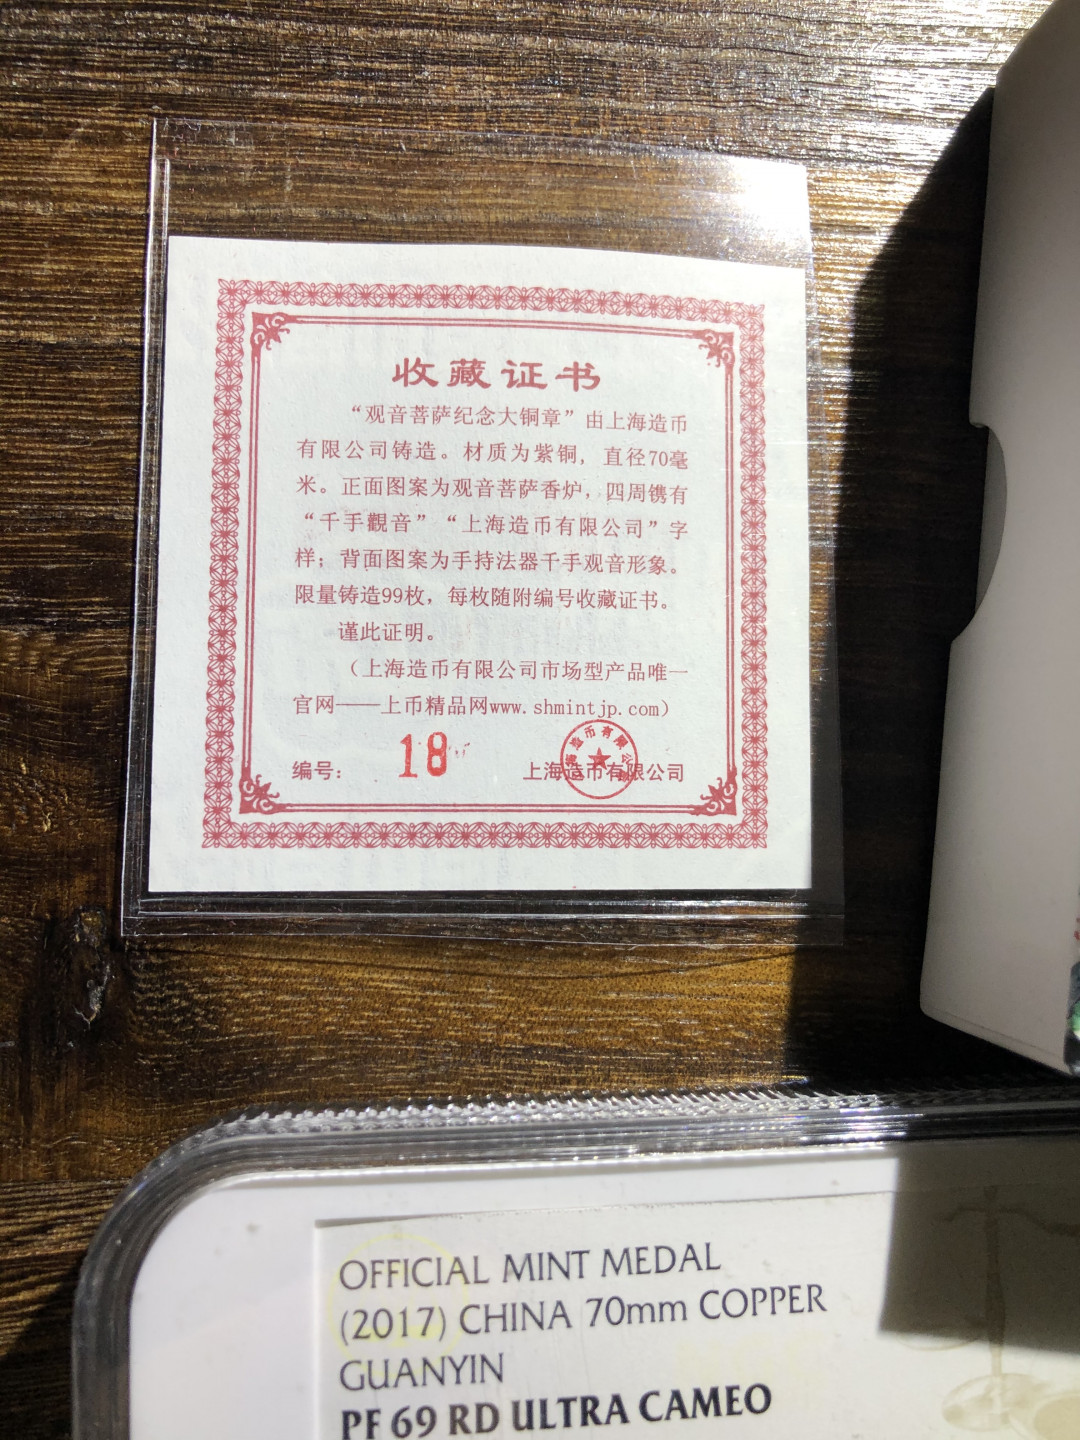 收藏证书
“观音菩萨纪念大铜章”由上海造币
有限公司铸造。材质为紫铜, 直径70毫
米。正面图案为观音菩萨香炉，四周镌有
“千手觀音”“上海造币有限公司”字
样；背面图案为手持法器千手观音形象。
限量铸造99枚，每枚随附编号收藏证书。
谨此证明。
（上海造币有限公司市场型产品唯一
官网——上币精品网www.shmintjp.com）
编号： 18
上海造币有限公司
OFFICIAL MINT MEDAL
(2017) CHINA 70mm COPPER
GUANYIN
PF 69 RD ULTRA CAMEO